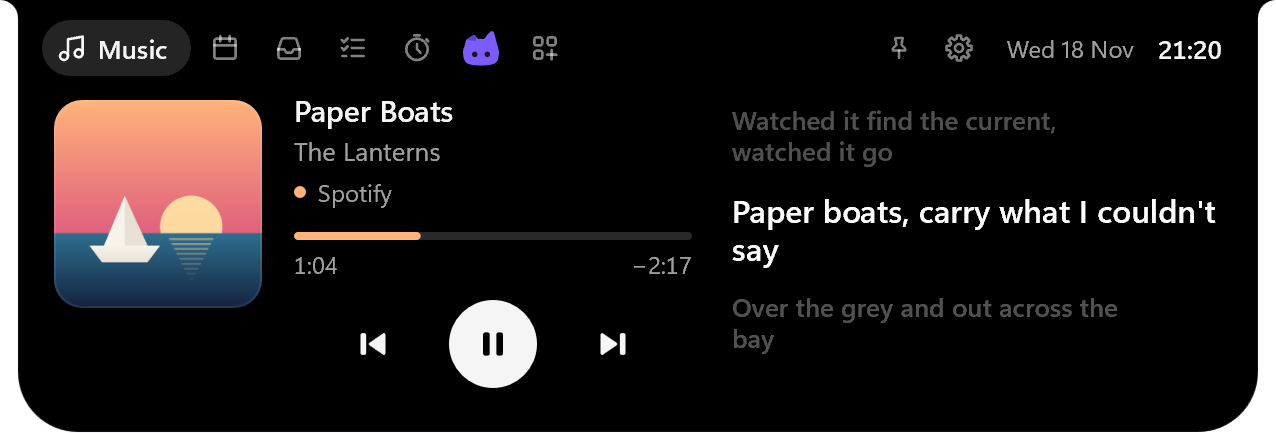 Music
Wed 18 Nov 21:20
Paper Boats
The Lanterns
Spotify
1:04 −2:17
Watched it find the current,
watched it go
Paper boats, carry what I couldn't
say
Over the grey and out across the
bay